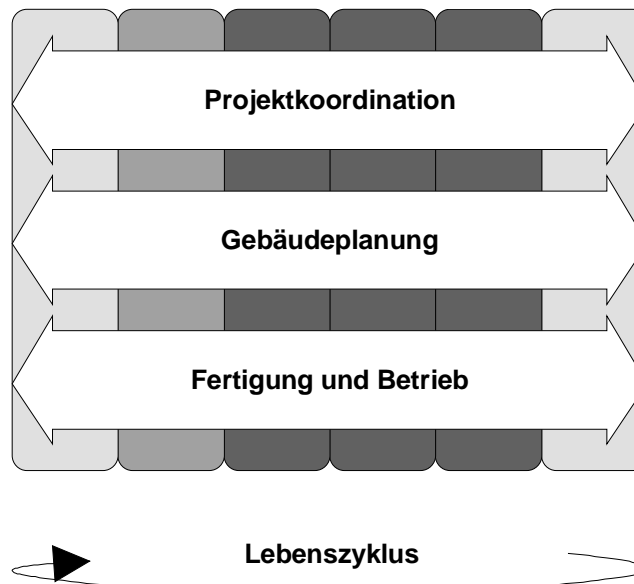 Projektkoordination
Gebäudeplanung
Fertigung und Betrieb
Lebenszyklus